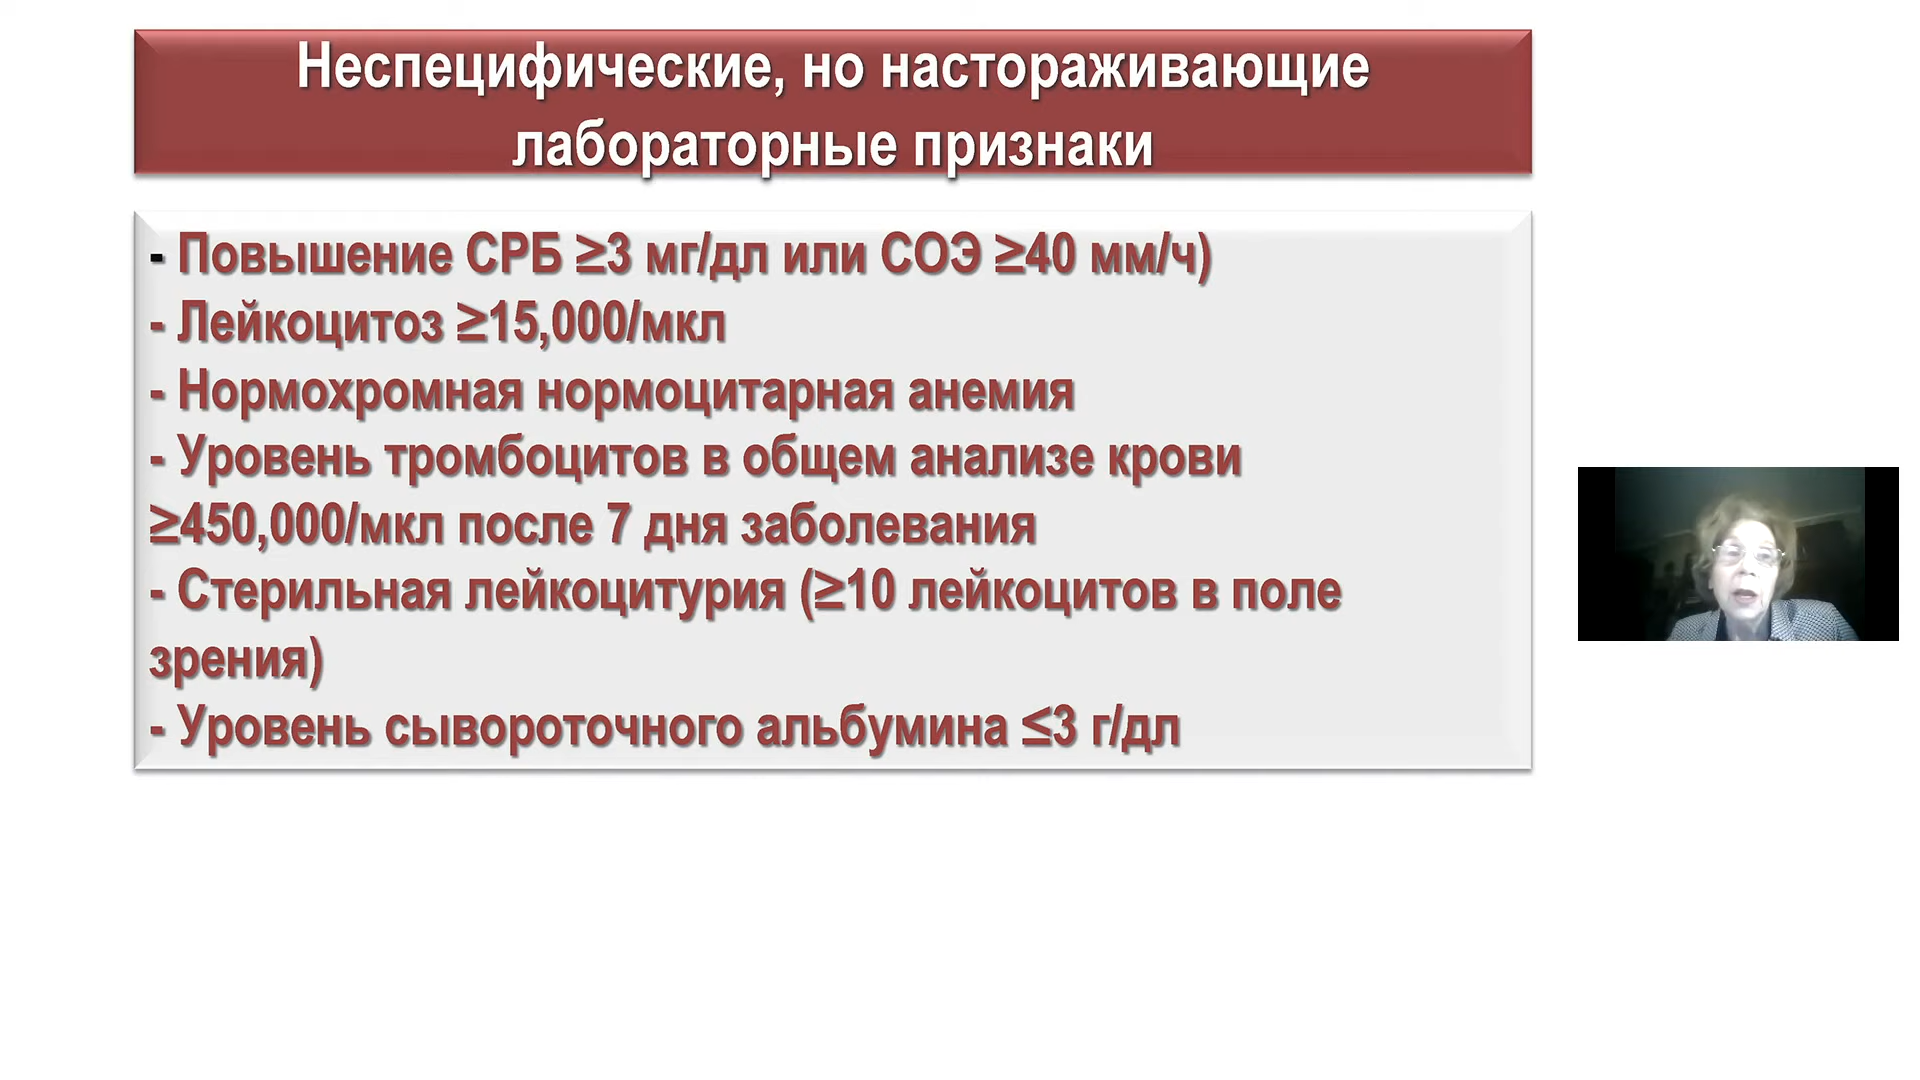 Неспецифические, но настораживающие
лабораторные признаки
- Повышение СРБ ≥3 мг/дл или СОЭ ≥40 мм/ч)
- Лейкоцитоз ≥15,000/мкл
- Нормохромная нормоцитарная анемия
- Уровень тромбоцитов в общем анализе крови
≥450,000/мкл после 7 дня заболевания
- Стерильная лейкоцитурия (≥10 лейкоцитов в поле
зрения)
- Уровень сывороточного альбумина ≤3 г/дл